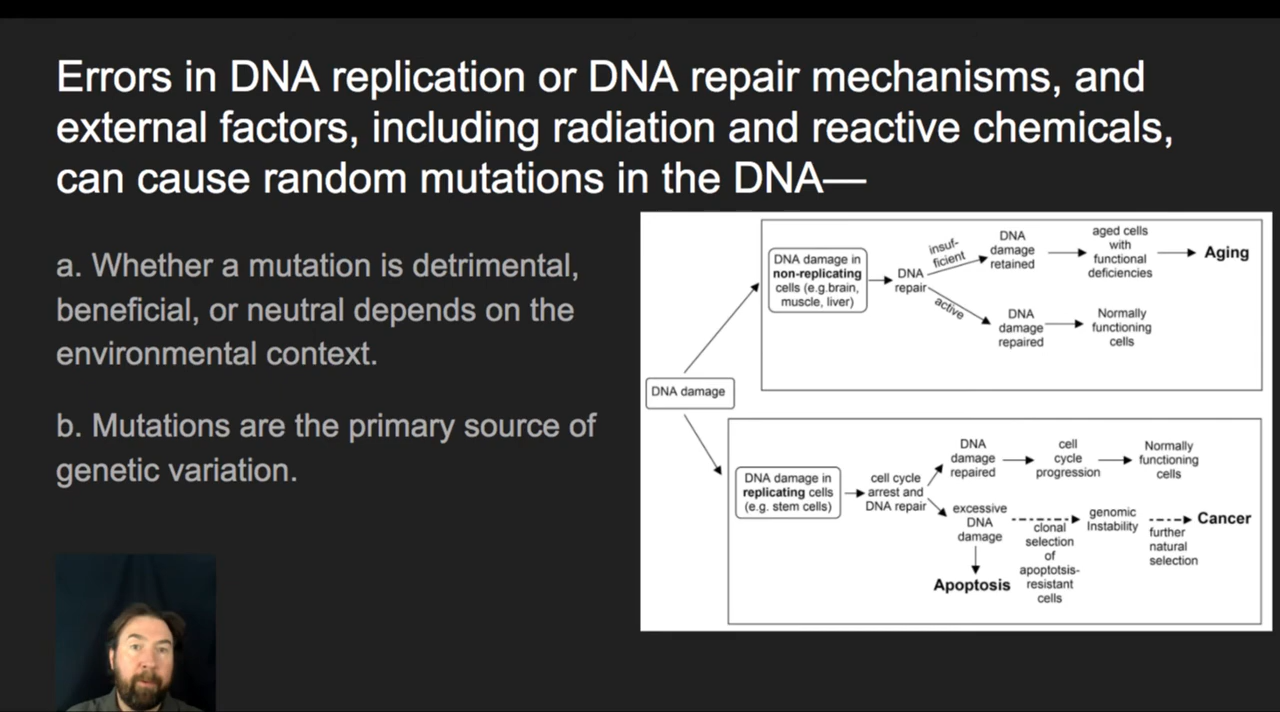 Errors in DNA replication or DNA repair mechanisms, and
external factors, including radiation and reactive chemicals,
can cause random mutations in the DNA—
a. Whether a mutation is detrimental,
beneficial, or neutral depends on the
environmental context.
b. Mutations are the primary source of
genetic variation.
DNA damage
DNA damage in
non-replicating
cells (e.g.brain,
muscle, liver)
DNA
repair
insuf-
ficient
DNA
damage
retained
aged cells
with
functional
deficiencies
Aging
active
DNA
damage
repaired
Normally
functioning
cells
DNA damage in
replicating cells
(e.g. stem cells)
cell cycle
arrest and
DNA repair
DNA
damage
repaired
cell
cycle
progression
Normally
functioning
cells
excessive
DNA
damage
Apoptosis
clonal
selection
of
apoptotsis-
resistant
cells
genomic
Instability
further
natural
selection
Cancer